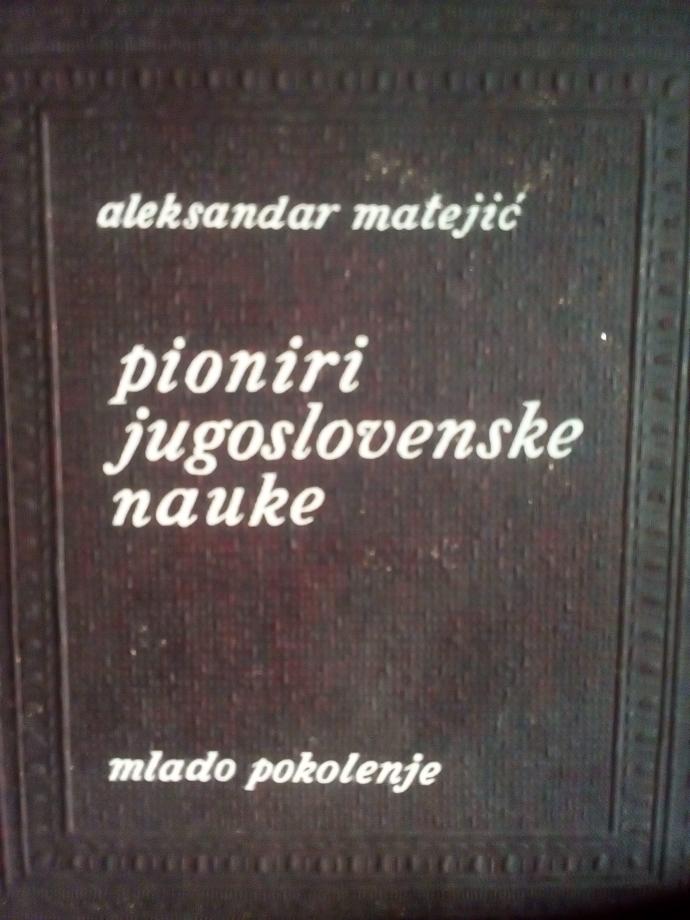 aleksandar matejić
pioniri
jugoslovenske
nauke
mlado pokolenje